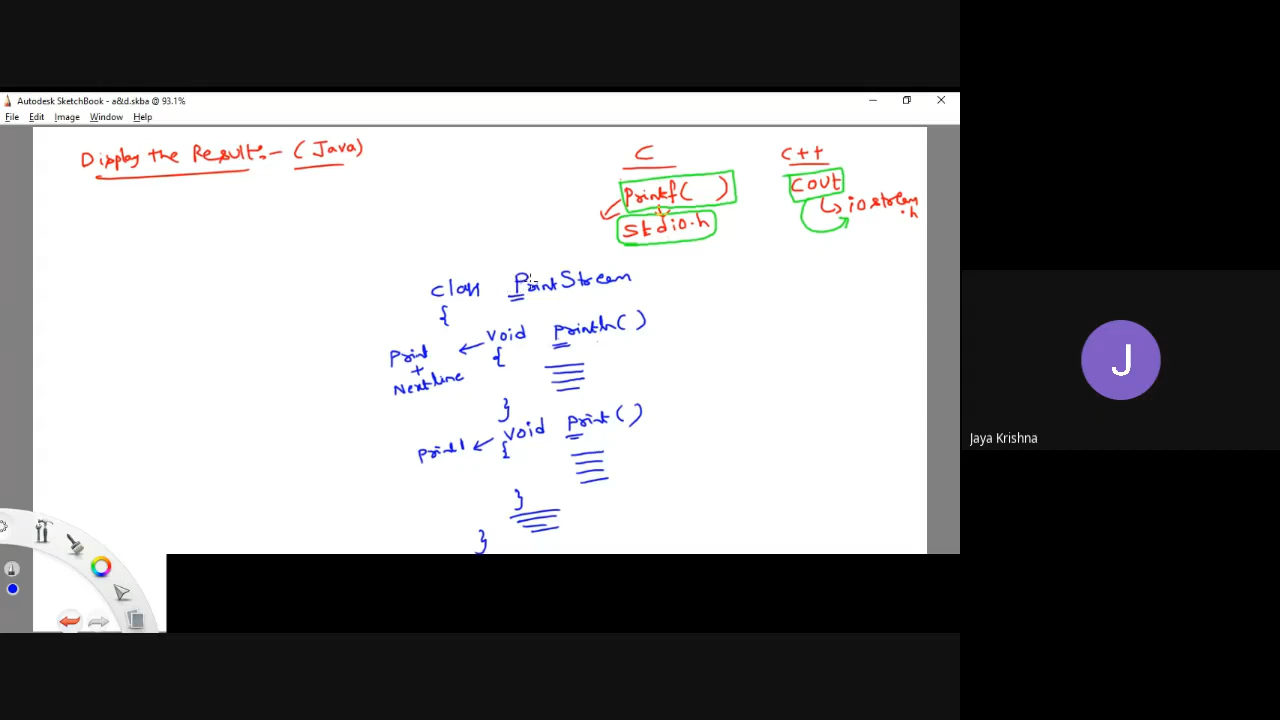 Autodesk SketchBook - a&d.skba @ 93.1%
File Edit Image Window Help
Display the Result:- (Java)
C
C++
printf( )
cout
iostream
.h
stdio.h
class PrintStream
{
void println()
Print
+
Nextline
{
}
void print()
print
{
}
}
J
Jaya Krishna